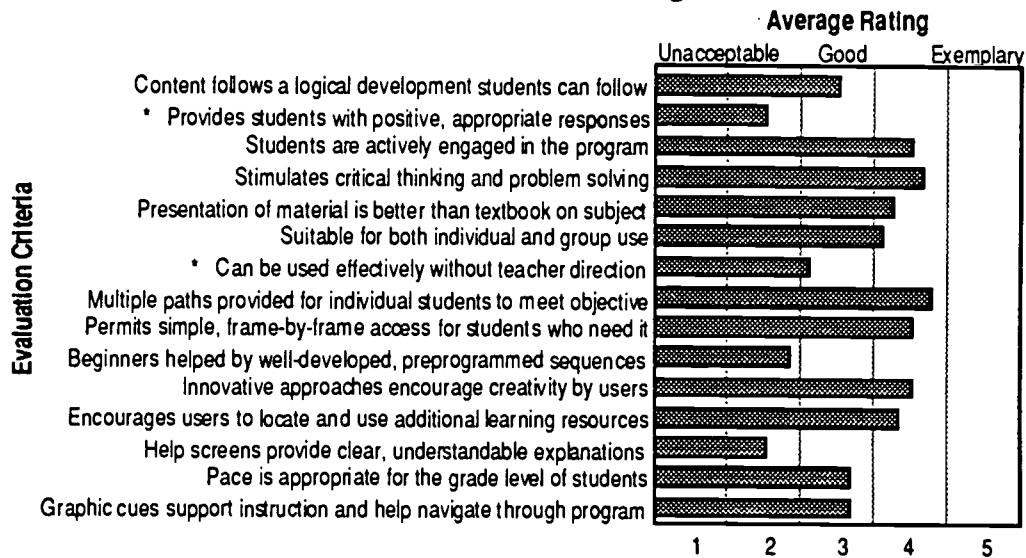 Average Rating
Unacceptable Good Exemplary
Evaluation Criteria
Content follows a logical development students can follow
* Provides students with positive, appropriate responses
Students are actively engaged in the program
Stimulates critical thinking and problem solving
Presentation of material is better than textbook on subject
Suitable for both individual and group use
* Can be used effectively without teacher direction
Multiple paths provided for individual students to meet objective
Permits simple, frame-by-frame access for students who need it
Beginners helped by well-developed, preprogrammed sequences
Innovative approaches encourage creativity by users
Encourages users to locate and use additional learning resources
Help screens provide clear, understandable explanations
Pace is appropriate for the grade level of students
Graphic cues support instruction and help navigate through program
1 2 3 4 5